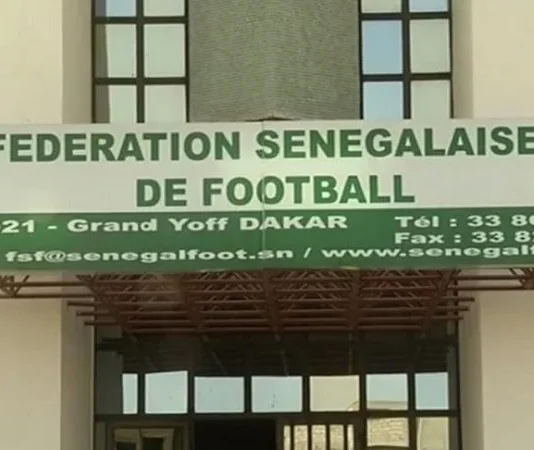 FEDERATION SENEGALAISE
DE FOOTBALL
21 - Grand Yoff DAKAR Tél : 33 8
Fax : 33 8
fsf@senegalfoot.sn / www.senegalf